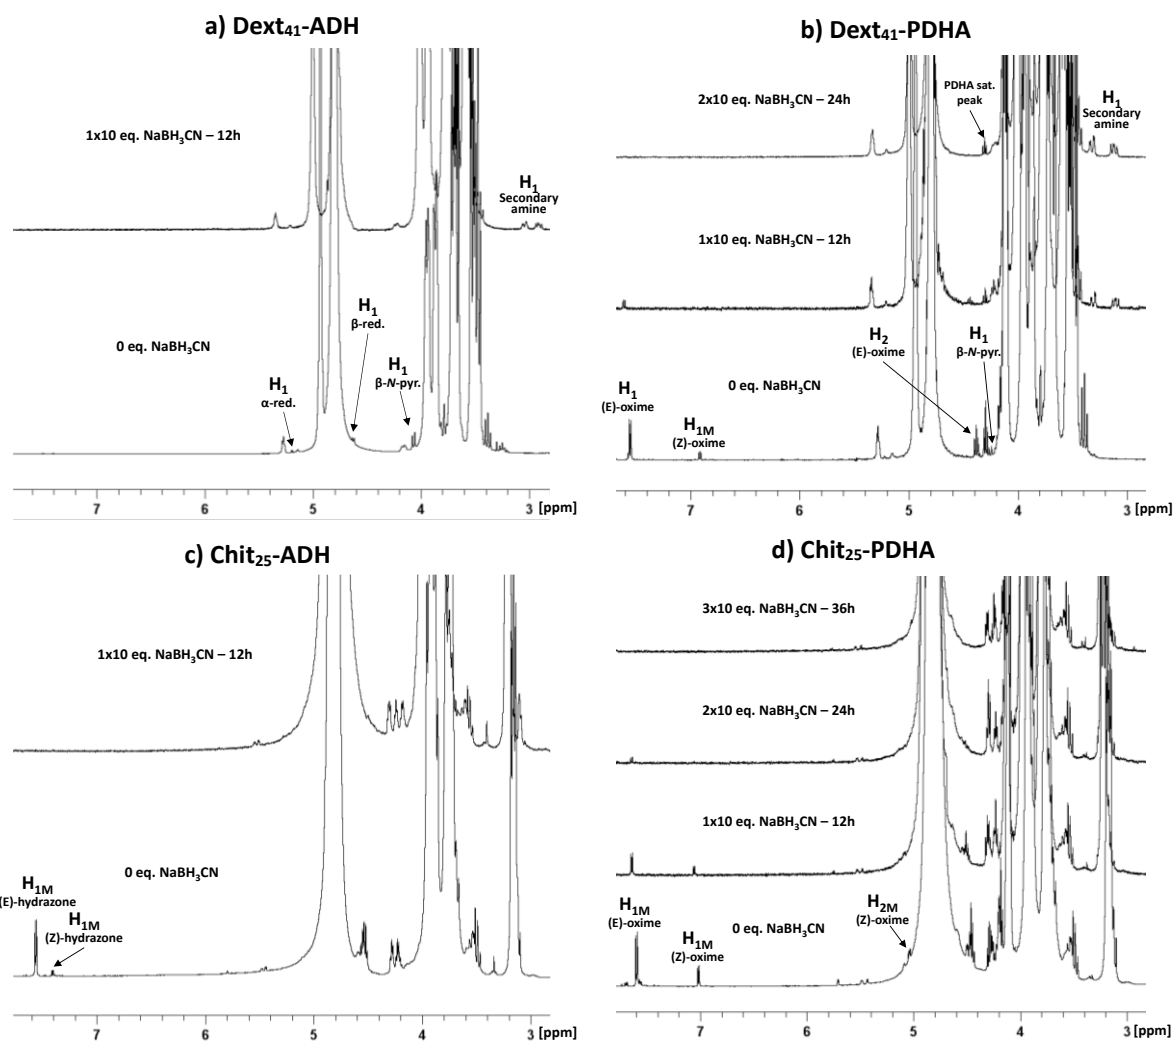 a) Dext₄₁-ADH
1x10 eq. NaBH₃CN – 12h
H₁
Secondary
amine
0 eq. NaBH₃CN
H₁
β-red.
H₁
α-red.
H₁
β-N-pyr.
7 6 5 4 3 [ppm]
b) Dext₄₁-PDHA
2x10 eq. NaBH₃CN – 24h
PDHA sat.
peak
H₁
Secondary
amine
1x10 eq. NaBH₃CN – 12h
H₂
(E)-oxime
H₁
β-N-pyr.
0 eq. NaBH₃CN
H₁
(E)-oxime
H₁M
(Z)-oxime
7 6 5 4 3 [ppm]
c) Chit₂₅-ADH
1x10 eq. NaBH₃CN – 12h
0 eq. NaBH₃CN
H₁M
(E)-hydrazone
H₁M
(Z)-hydrazone
7 6 5 4 3 [ppm]
d) Chit₂₅-PDHA
3x10 eq. NaBH₃CN – 36h
2x10 eq. NaBH₃CN – 24h
1x10 eq. NaBH₃CN – 12h
0 eq. NaBH₃CN
H₁M
(E)-oxime
H₁M
(Z)-oxime
H₂M
(Z)-oxime
7 6 5 4 3 [ppm]